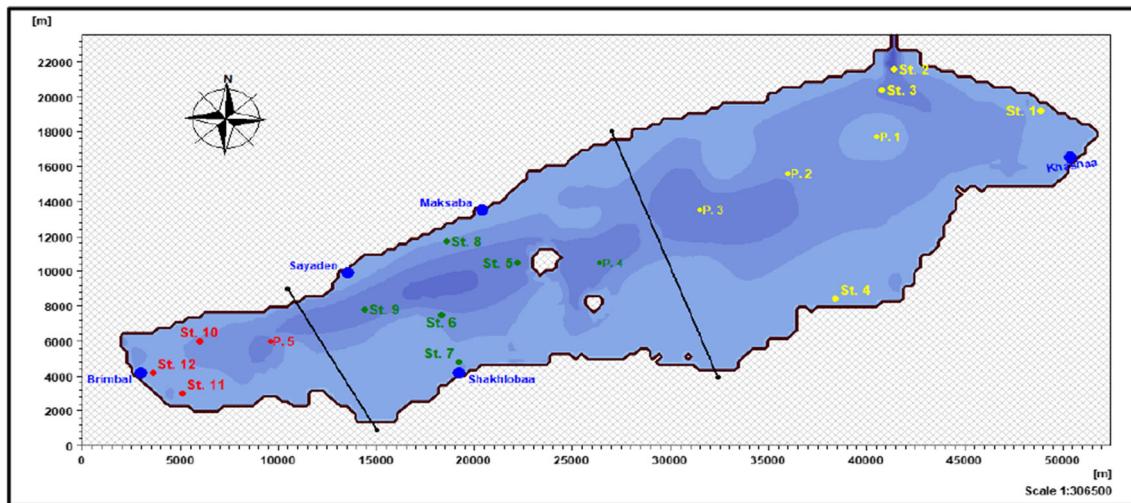 [m]
22000
20000
18000
16000
14000
12000
10000
8000
6000
4000
2000
0
N
St. 2
St. 3
St. 1
P. 1
Khashaa
P. 2
Maksaba
P. 3
St. 8
Sayaden
St. 5
P. 4
St. 4
St. 9
St. 6
St. 10
P. 5
St. 7
St. 12
Brimbal
Shakhlobaa
St. 11
0 5000 10000 15000 20000 25000 30000 35000 40000 45000 50000
[m]
Scale 1:306500